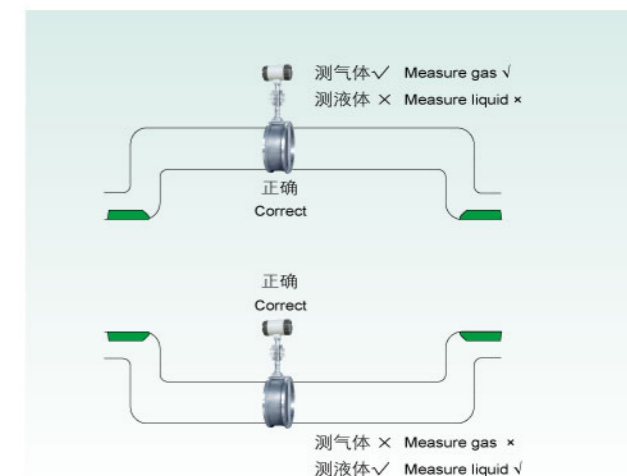 测气体√ Measure gas √
测液体 × Measure liquid ×
正确
Correct
正确
Correct
测气体 × Measure gas ×
测液体√ Measure liquid √